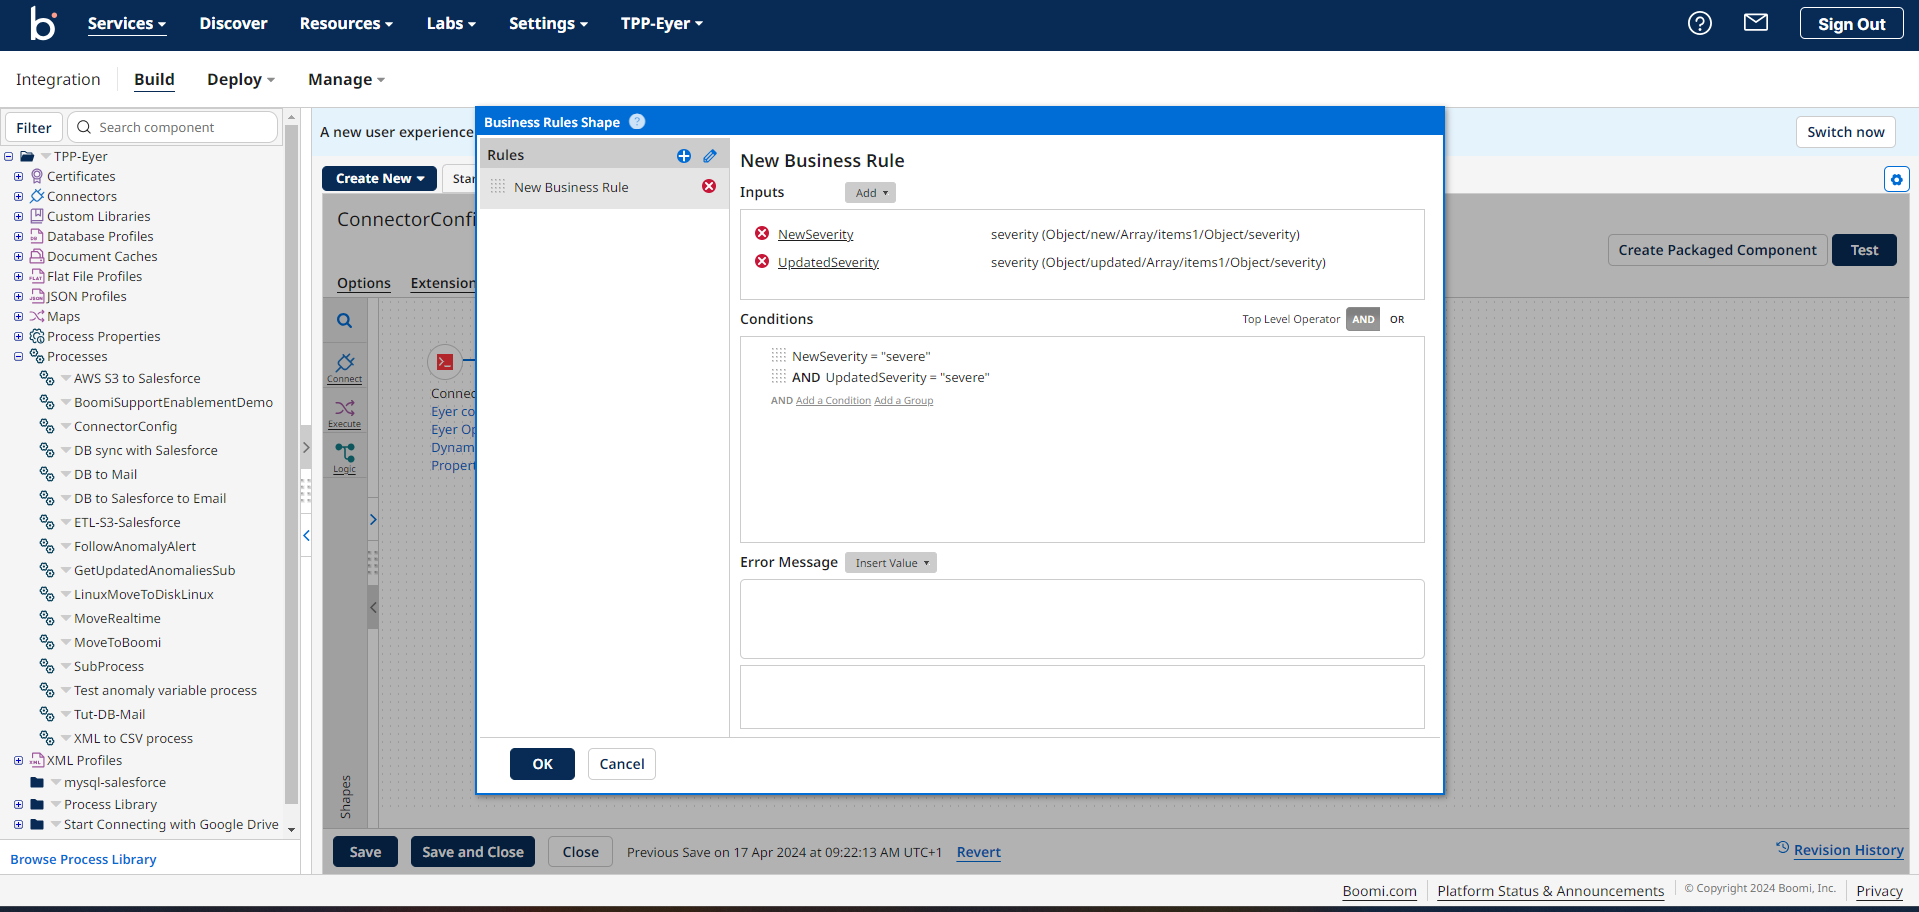 b
Services
Discover
Resources
Labs
Settings
TPP-Eyer
Sign Out
Integration
Build
Deploy
Manage
Filter
Search component
TPP-Eyer
Certificates
Connectors
Custom Libraries
Database Profiles
Document Caches
Flat File Profiles
JSON Profiles
Maps
Process Properties
Processes
AWS S3 to Salesforce
BoomiSupportEnablementDemo
ConnectorConfig
DB sync with Salesforce
DB to Mail
DB to Salesforce to Email
ETL-S3-Salesforce
FollowAnomalyAlert
GetUpdatedAnomaliesSub
LinuxMoveToDiskLinux
MoveRealtime
MoveToBoomi
SubProcess
Test anomaly variable process
Tut-DB-Mail
XML to CSV process
XML Profiles
mysql-salesforce
Process Library
Start Connecting with Google Drive
Browse Process Library
A new user experience
Switch now
Create New
Star
ConnectorConfi
Create Packaged Component
Test
Options
Extension
Connect
Execute
Logic
Shapes
Connec
Eyer co
Eyer Op
Dynam
Propert
Business Rules Shape ?
Rules
New Business Rule
New Business Rule
Inputs
Add
NewSeverity severity (Object/new/Array/items1/Object/severity)
UpdatedSeverity severity (Object/updated/Array/items1/Object/severity)
Conditions
Top Level Operator AND OR
NewSeverity = "severe"
AND UpdatedSeverity = "severe"
AND Add a Condition Add a Group
Error Message
Insert Value
OK
Cancel
Save
Save and Close
Close
Previous Save on 17 Apr 2024 at 09:22:13 AM UTC+1
Revert
Revision History
Boomi.com
Platform Status & Announcements
© Copyright 2024 Boomi, Inc.
Privacy